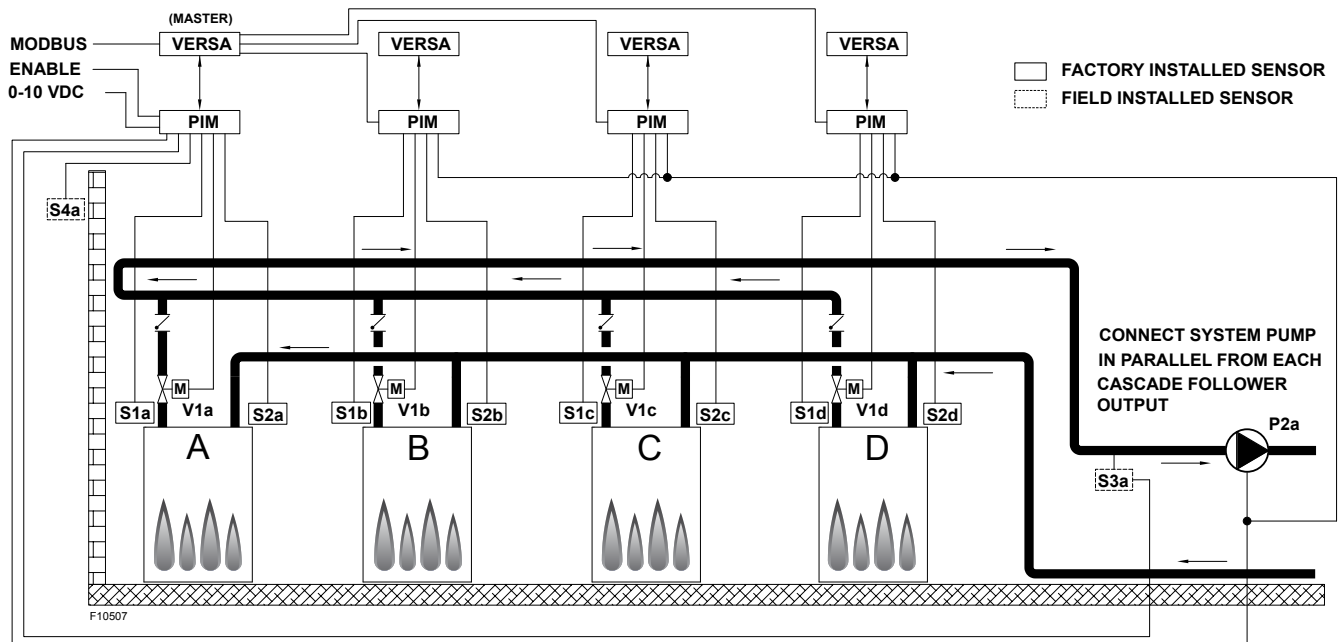 (MASTER)
MODBUS
VERSA
VERSA
VERSA
VERSA
ENABLE
0-10 VDC
FACTORY INSTALLED SENSOR
FIELD INSTALLED SENSOR
PIM
PIM
PIM
PIM
S4a
CONNECT SYSTEM PUMP
IN PARALLEL FROM EACH
CASCADE FOLLOWER
OUTPUT
M
M
M
M
S1a
V1a
S2a
S1b
V1b
S2b
S1c
V1c
S2c
S1d
V1d
S2d
P2a
A
B
C
D
S3a
F10507